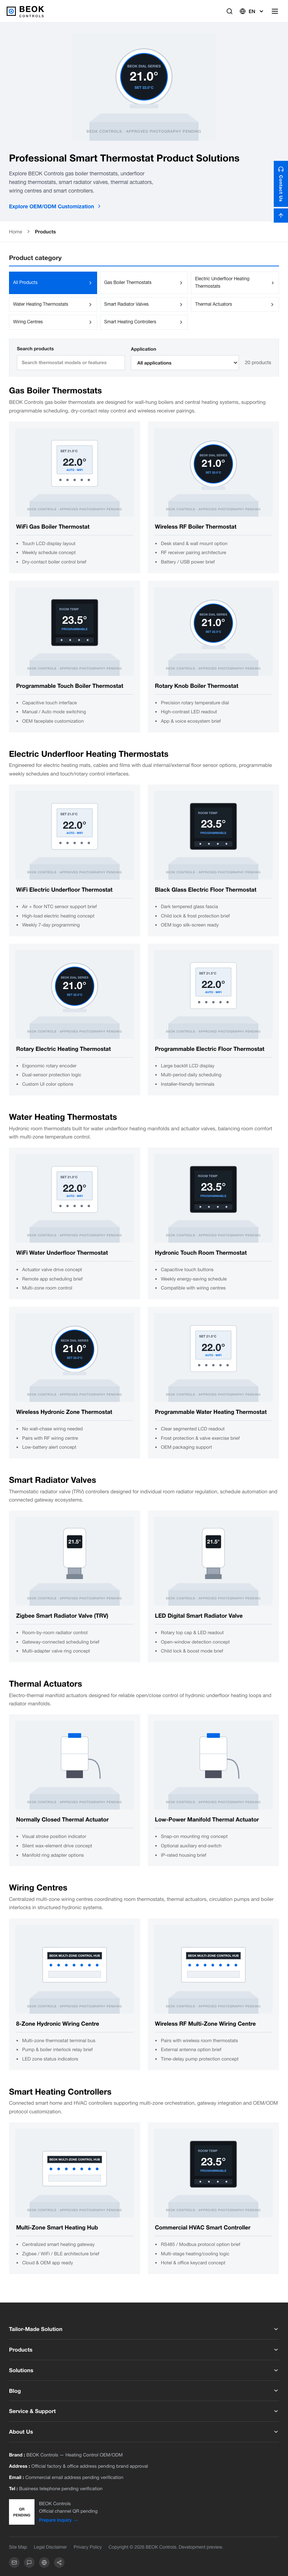 BEOK
CONTROLS
EN
BEOK DIAL SERIES
21.0°
SET 22.0°C
BEOK CONTROLS · APPROVED PHOTOGRAPHY PENDING
Contact Us
Professional Smart Thermostat Product Solutions
Explore BEOK Controls gas boiler thermostats, underfloor
heating thermostats, smart radiator valves, thermal actuators,
wiring centres and smart controllers.
Explore OEM/ODM Customization
Home > Products
Product category
All Products
Gas Boiler Thermostats
Electric Underfloor Heating
Thermostats
Water Heating Thermostats
Smart Radiator Valves
Thermal Actuators
Wiring Centres
Smart Heating Controllers
Search products
Application
Search thermostat models or features
All applications
20 products
Gas Boiler Thermostats
BEOK Controls gas boiler thermostats are designed for wall-hung boilers and central heating systems, supporting
programmable scheduling, dry-contact relay control and wireless receiver pairings.
WiFi Gas Boiler Thermostat
• Touch LCD display layout
• Weekly schedule concept
• Dry-contact boiler control brief
Wireless RF Boiler Thermostat
• Desk stand & wall mount option
• RF receiver pairing architecture
• Battery / USB power brief
Programmable Touch Boiler Thermostat
• Capacitive touch interface
• Manual / Auto mode switching
• OEM faceplate customization
Rotary Knob Boiler Thermostat
• Precision rotary temperature dial
• High-contrast LED readout
• App & voice ecosystem brief
Electric Underfloor Heating Thermostats
Engineered for electric heating mats, cables and films with dual internal/external floor sensor options, programmable
weekly schedules and touch/rotary control interfaces.
WiFi Electric Underfloor Thermostat
• Air + floor NTC sensor support brief
• High-load electric heating concept
• Weekly 7-day programming
Black Glass Electric Floor Thermostat
• Dark tempered glass fascia
• Child lock & frost protection brief
• OEM logo silk-screen ready
Rotary Electric Heating Thermostat
• Ergonomic rotary encoder
• Dual-sensor protection logic
• Custom UI color options
Programmable Electric Floor Thermostat
• Large backlit LCD display
• Multi-period daily scheduling
• Installer-friendly terminals
Water Heating Thermostats
Hydronic room thermostats built for water underfloor heating manifolds and actuator valves, balancing room comfort
with multi-zone temperature control.
WiFi Water Underfloor Thermostat
• Actuator valve drive concept
• Remote app scheduling brief
• Multi-zone room control
Hydronic Touch Room Thermostat
• Capacitive touch buttons
• Weekly energy-saving schedule
• Compatible with wiring centres
Wireless Hydronic Zone Thermostat
• No wall-chase wiring needed
• Pairs with RF wiring centre
• Low-battery alert concept
Programmable Water Heating Thermostat
• Clear segmented LCD readout
• Frost protection & valve exercise brief
• OEM packaging support
Smart Radiator Valves
Thermostatic radiator valve (TRV) controllers designed for individual room radiator regulation, schedule automation and
connected gateway ecosystems.
21.5°
21.5°
Zigbee Smart Radiator Valve (TRV)
• Room-by-room radiator control
• Gateway-connected scheduling brief
• Multi-adapter valve ring concept
LED Digital Smart Radiator Valve
• Rotary top cap & LED readout
• Open-window detection concept
• Child lock & boost mode brief
Thermal Actuators
Electro-thermal manifold actuators designed for reliable open/close control of hydronic underfloor heating loops and
radiator manifolds.
Normally Closed Thermal Actuator
• Visual stroke position indicator
• Silent wax-element drive concept
• Manifold ring adapter options
Low-Power Manifold Thermal Actuator
• Snap-on mounting ring concept
• Optional auxiliary end-switch
• IP-rated housing brief
Wiring Centres
Centralized multi-zone wiring centres coordinating room thermostats, thermal actuators, circulation pumps and boiler
interlocks in structured hydronic systems.
BEOK MULTI-ZONE CONTROL HUB
BEOK MULTI-ZONE CONTROL HUB
8-Zone Hydronic Wiring Centre
• Multi-zone thermostat terminal bus
• Pump & boiler interlock relay brief
• LED zone status indicators
Wireless RF Multi-Zone Wiring Centre
• Pairs with wireless room thermostats
• External antenna option brief
• Time-delay pump protection concept
Smart Heating Controllers
Connected smart home and HVAC controllers supporting multi-zone orchestration, gateway integration and OEM/ODM
protocol customization.
BEOK MULTI-ZONE CONTROL HUB
ROOM TEMP
23.5°
PROGRAMMABLE
Multi-Zone Smart Heating Hub
• Centralized smart heating gateway
• Zigbee / WiFi / BLE architecture brief
• Cloud & OEM app ready
Commercial HVAC Smart Controller
• RS485 / Modbus protocol option brief
• Multi-stage heating/cooling logic
• Hotel & office keycard concept
Tailor-Made Solution
Products
Solutions
Blog
Service & Support
About Us
Brand : BEOK Controls — Heating Control OEM/ODM
Address : Official factory & office address pending brand approval
Email : Commercial email address pending verification
Tel : Business telephone pending verification
QR
PENDING
BEOK Controls
Official channel QR pending
Prepare Inquiry →
Site Map Legal Disclaimer Privacy Policy Copyright © 2026 BEOK Controls. Development preview.